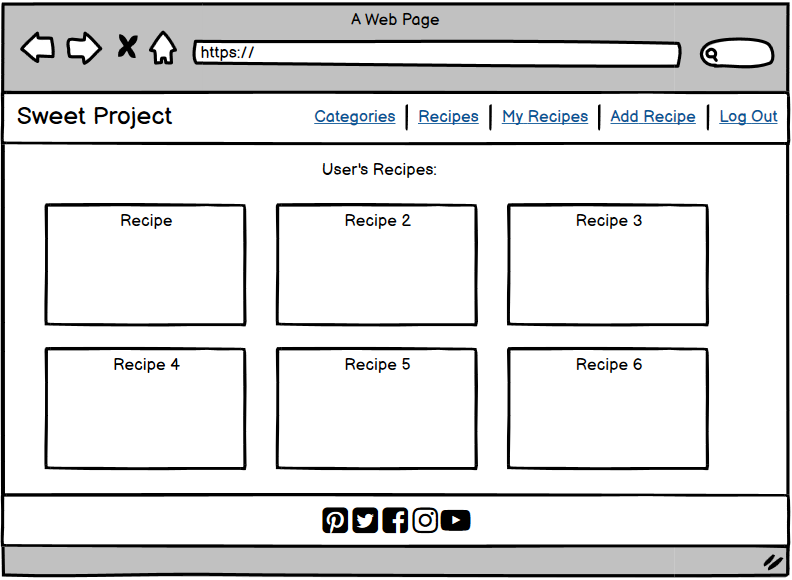 A Web Page
https://
Sweet Project
Categories Recipes My Recipes Add Recipe Log Out
User's Recipes:
Recipe Recipe 2 Recipe 3
Recipe 4 Recipe 5 Recipe 6